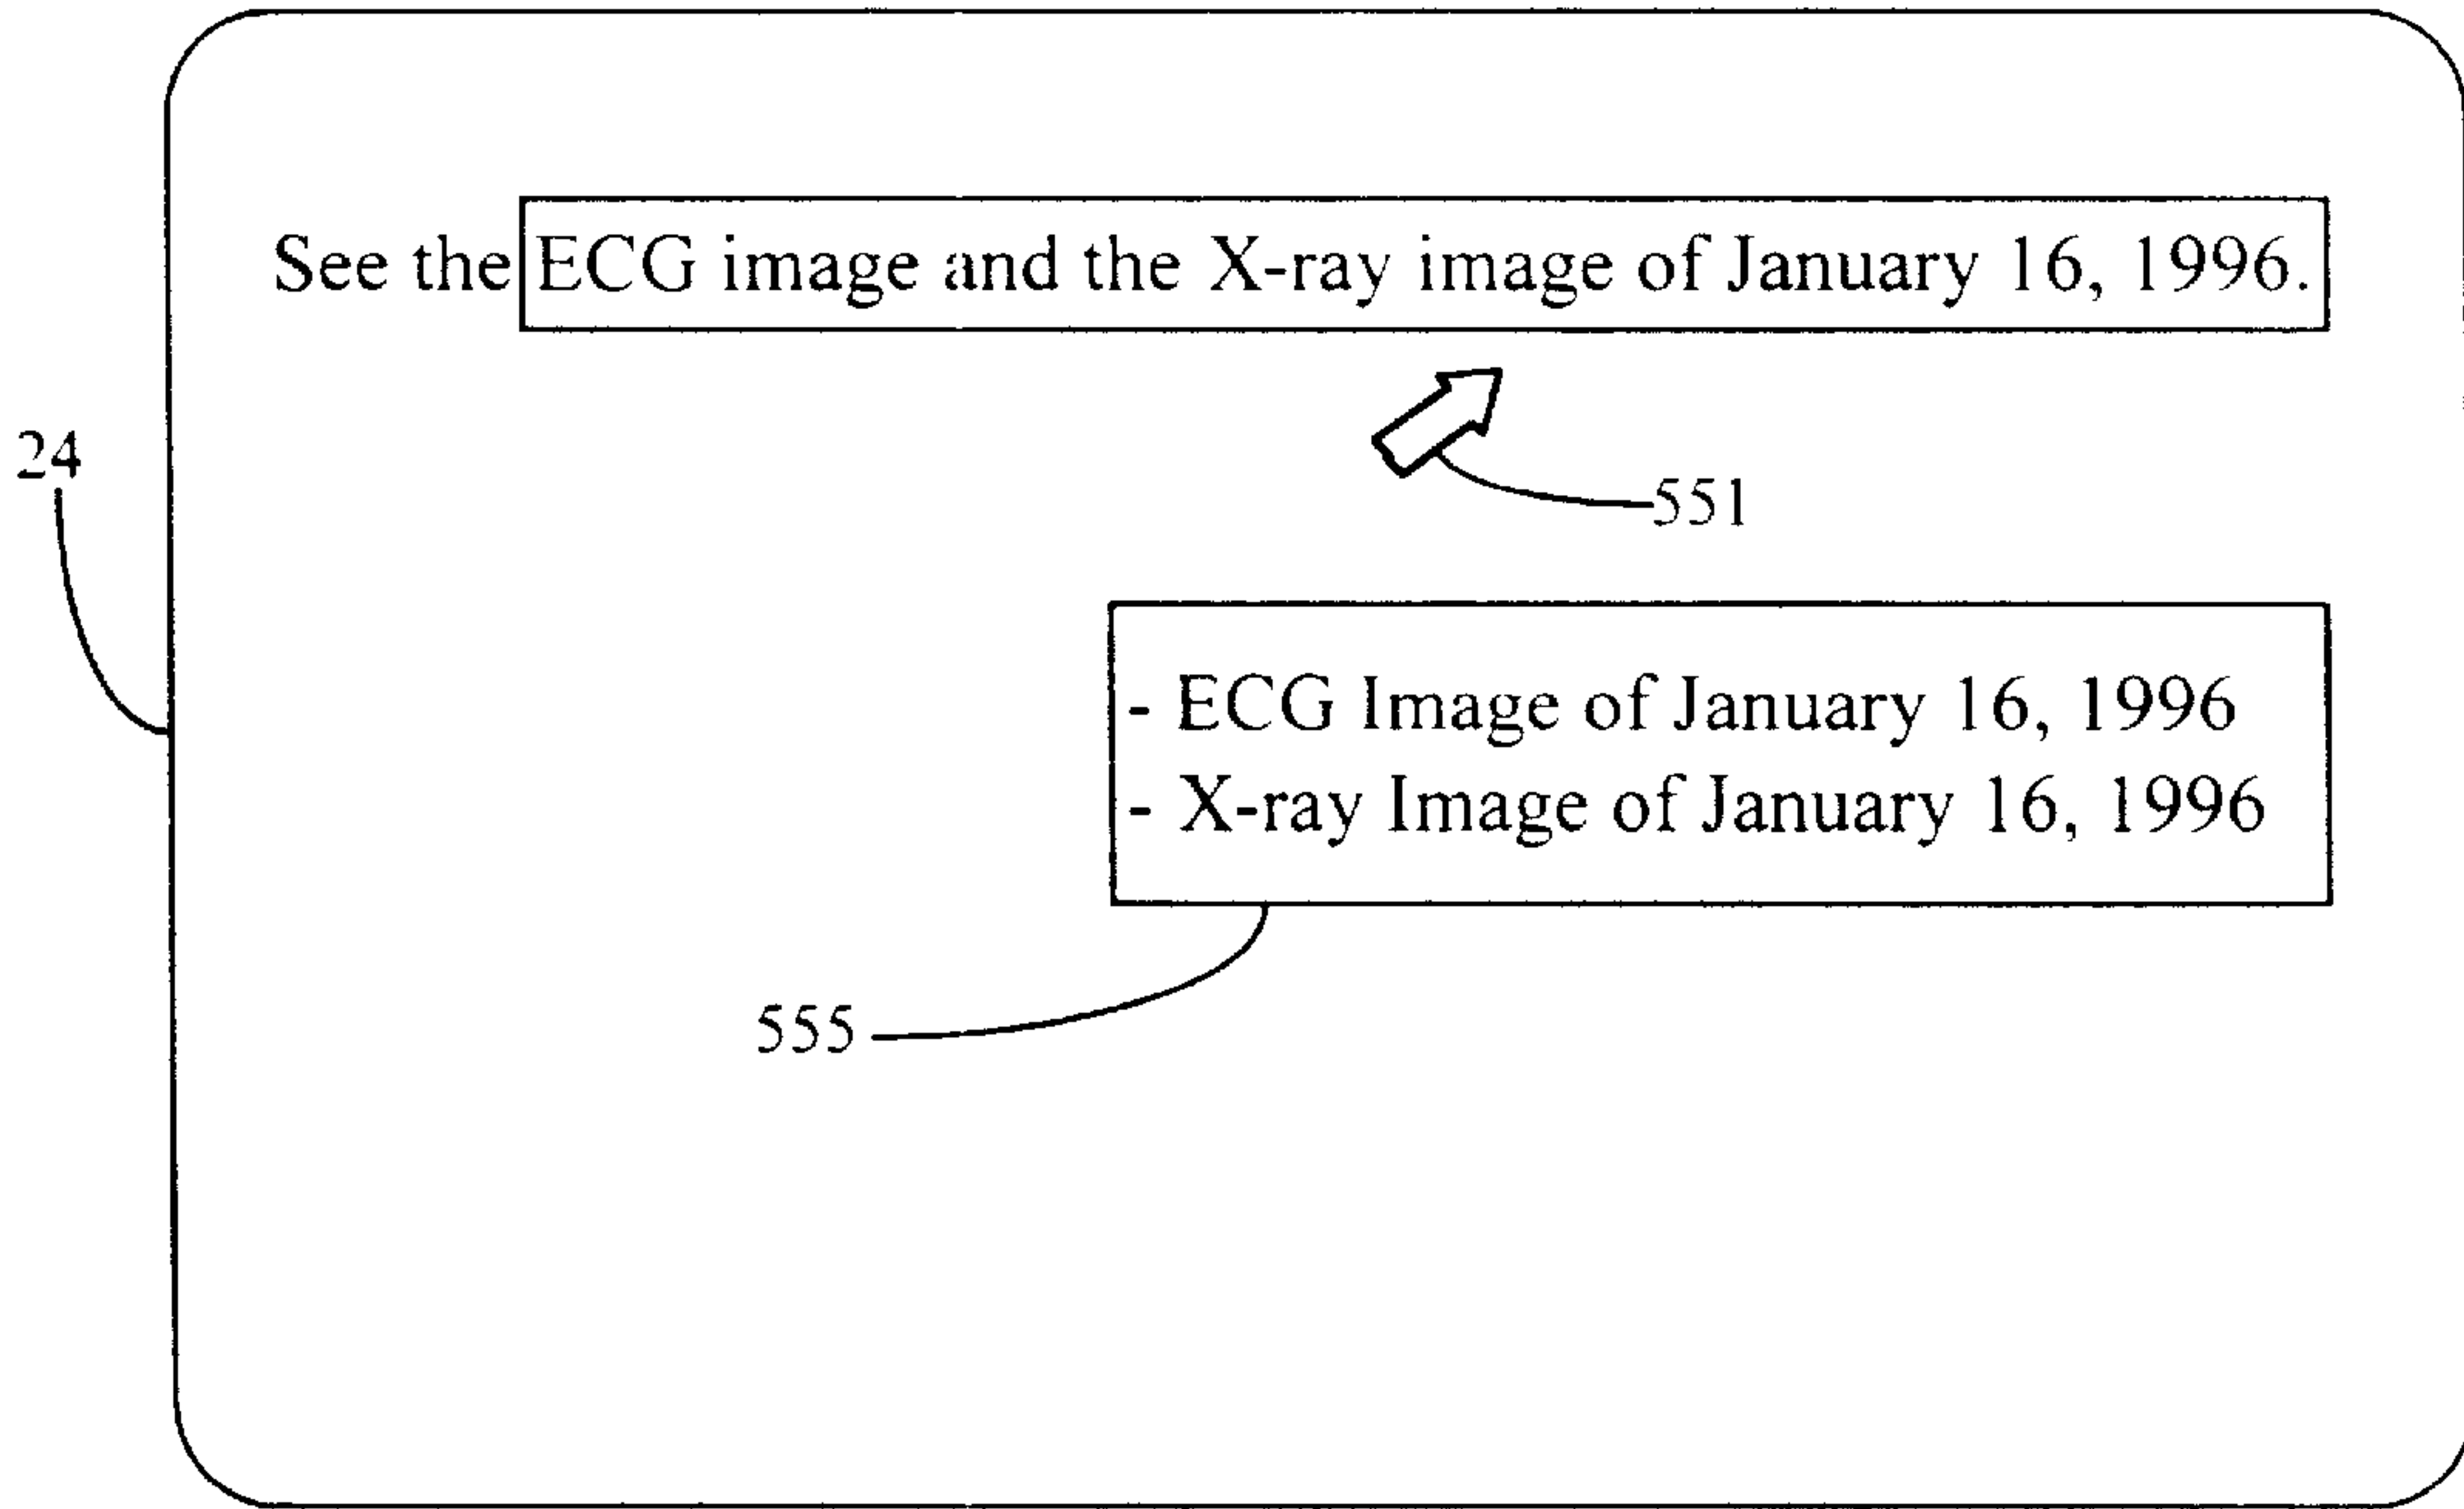 See the ECG image and the X-ray image of January 16, 1996.
24
551
- ECG Image of January 16, 1996
- X-ray Image of January 16, 1996
555